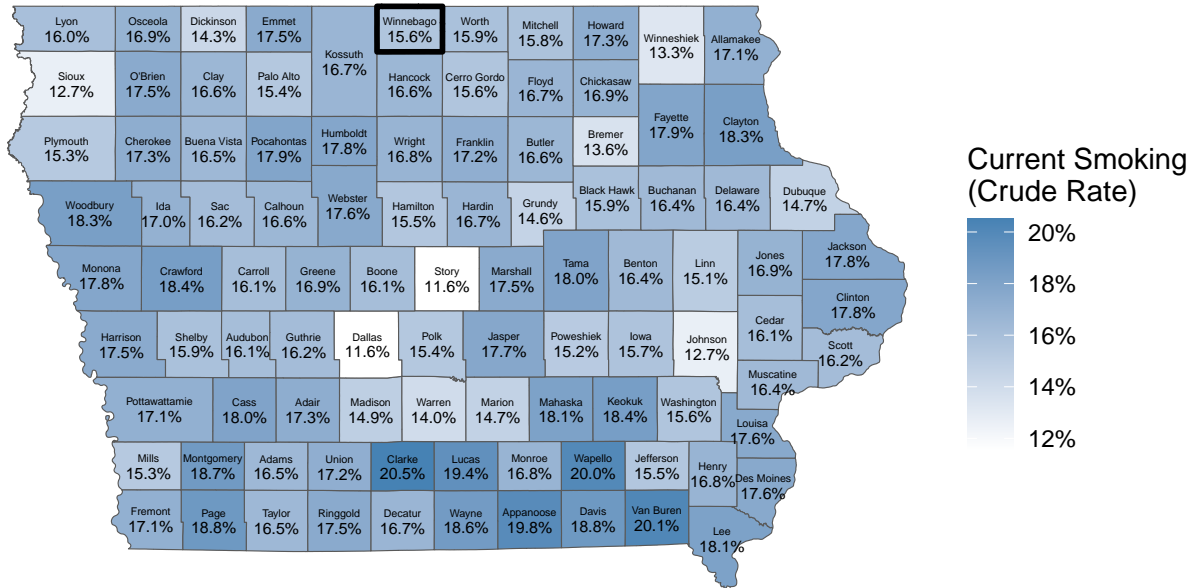 Lyon
16.0%
Osceola
16.9%
Dickinson
14.3%
Emmet
17.5%
Winnebago
15.6%
Worth
15.9%
Mitchell
15.8%
Howard
17.3%
Winneshiek
13.3%
Allamakee
17.1%
Kossuth
16.7%
Sioux
12.7%
O'Brien
17.5%
Clay
16.6%
Palo Alto
15.4%
Hancock
16.6%
Cerro Gordo
15.6%
Floyd
16.7%
Chickasaw
16.9%
Fayette
17.9%
Clayton
18.3%
Plymouth
15.3%
Cherokee
17.3%
Buena Vista
16.5%
Pocahontas
17.9%
Humboldt
17.8%
Wright
16.8%
Franklin
17.2%
Butler
16.6%
Bremer
13.6%
Woodbury
18.3%
Ida
17.0%
Sac
16.2%
Calhoun
16.6%
Webster
17.6%
Hamilton
15.5%
Hardin
16.7%
Grundy
14.6%
Black Hawk
15.9%
Buchanan
16.4%
Delaware
16.4%
Dubuque
14.7%
Monona
17.8%
Crawford
18.4%
Carroll
16.1%
Greene
16.9%
Boone
16.1%
Story
11.6%
Marshall
17.5%
Tama
18.0%
Benton
16.4%
Linn
15.1%
Jones
16.9%
Jackson
17.8%
Clinton
17.8%
Harrison
17.5%
Shelby
15.9%
Audubon
16.1%
Guthrie
16.2%
Dallas
11.6%
Polk
15.4%
Jasper
17.7%
Poweshiek
15.2%
Iowa
15.7%
Johnson
12.7%
Cedar
16.1%
Scott
16.2%
Muscatine
16.4%
Pottawattamie
17.1%
Cass
18.0%
Adair
17.3%
Madison
14.9%
Warren
14.0%
Marion
14.7%
Mahaska
18.1%
Keokuk
18.4%
Washington
15.6%
Louisa
17.6%
Mills
15.3%
Montgomery
18.7%
Adams
16.5%
Union
17.2%
Clarke
20.5%
Lucas
19.4%
Monroe
16.8%
Wapello
20.0%
Jefferson
15.5%
Henry
16.8%
Des Moines
17.6%
Fremont
17.1%
Page
18.8%
Taylor
16.5%
Ringgold
17.5%
Decatur
16.7%
Wayne
18.6%
Appanoose
19.8%
Davis
18.8%
Van Buren
20.1%
Lee
18.1%
Current Smoking
(Crude Rate)
20%
18%
16%
14%
12%